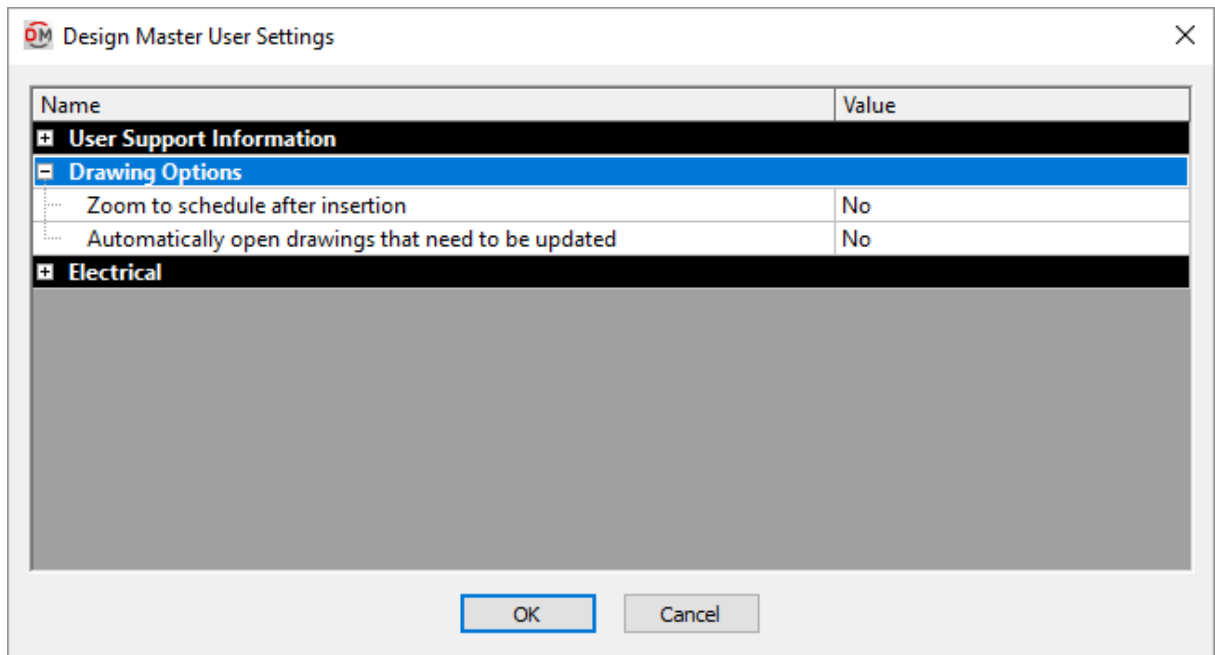 DM Design Master User Settings
Name Value
User Support Information
Drawing Options
Zoom to schedule after insertion No
Automatically open drawings that need to be updated No
Electrical
OK Cancel